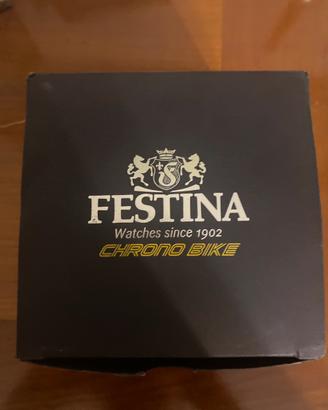 FESTINA
Watches since 1902
CHRONO BIKE